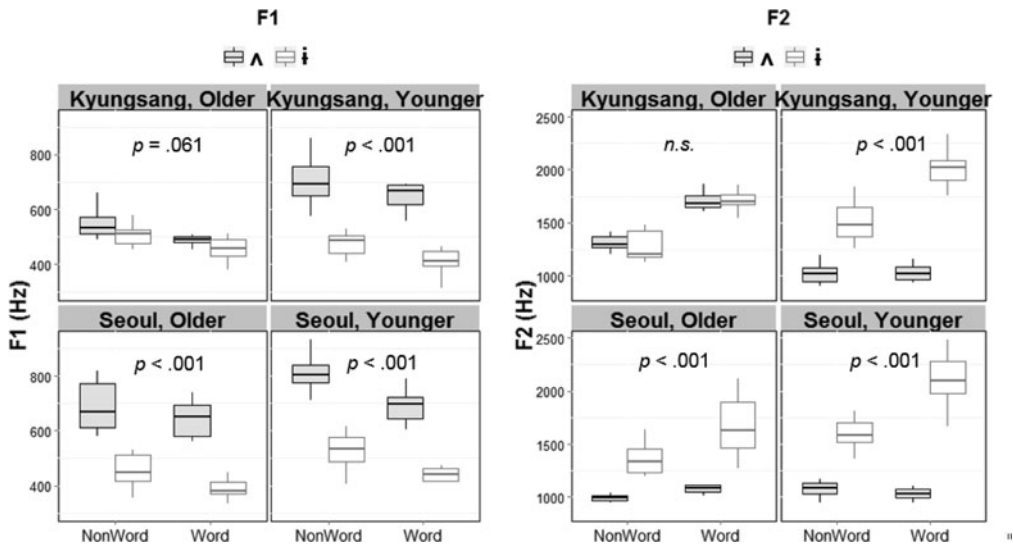 F1
ʌ ɨ
Kyungsang, Older Kyungsang, Younger
p = .061 p < .001
800
600
400
Seoul, Older Seoul, Younger
p < .001 p < .001
800
600
400
F1 (Hz)
NonWord Word NonWord Word
F2
ʌ ɨ
Kyungsang, Older Kyungsang, Younger
2500
n.s. p < .001
2000
1500
1000
Seoul, Older Seoul, Younger
2500
p < .001 p < .001
2000
1500
1000
F2 (Hz)
NonWord Word NonWord Word